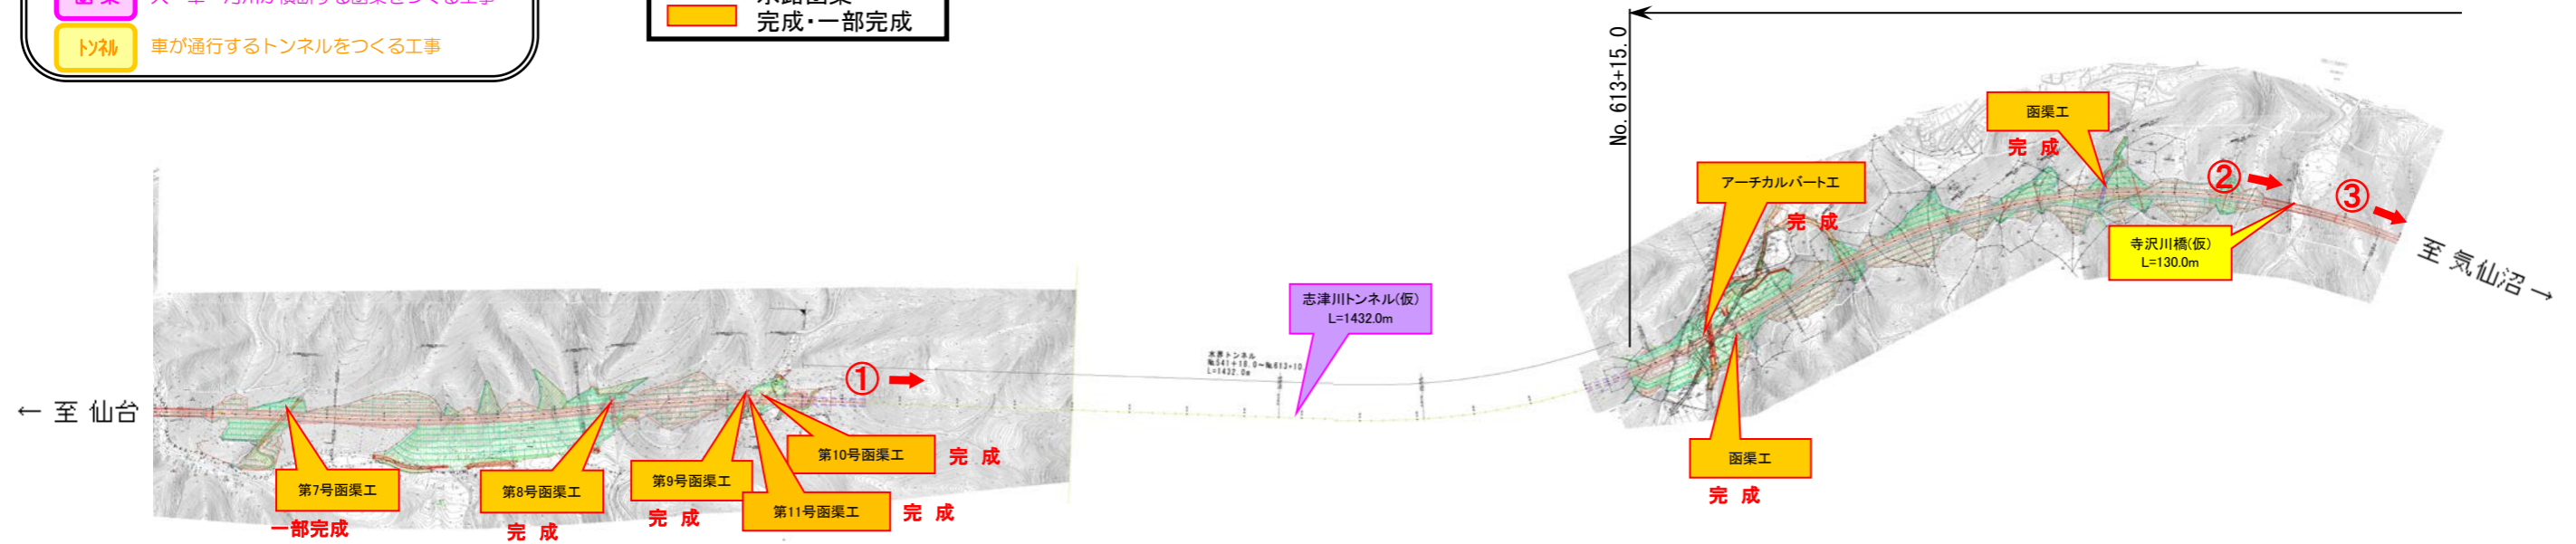 トンネル 車が通行するトンネルをつくる工事
完成・一部完成
No.613+15.0
函渠工
完 成
アーチカルバート工
完 成
② ③
寺沢川橋(仮)
L=130.0m
至 気仙沼 →
志津川トンネル(仮)
L=1432.0m
L=1432.0m
①
← 至 仙台
第7号函渠工
一部完成
第8号函渠工
完 成
第9号函渠工
完 成
第10号函渠工 完 成
第11号函渠工 完 成
函渠工
完 成